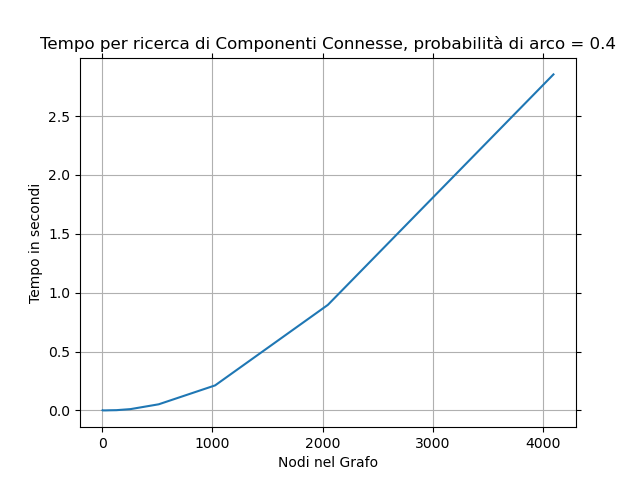 Tempo per ricerca di Componenti Connesse, probabilità di arco = 0.4
2.5
2.0
1.5
1.0
0.5
0.0
Tempo in secondi
0 1000 2000 3000 4000
Nodi nel Grafo